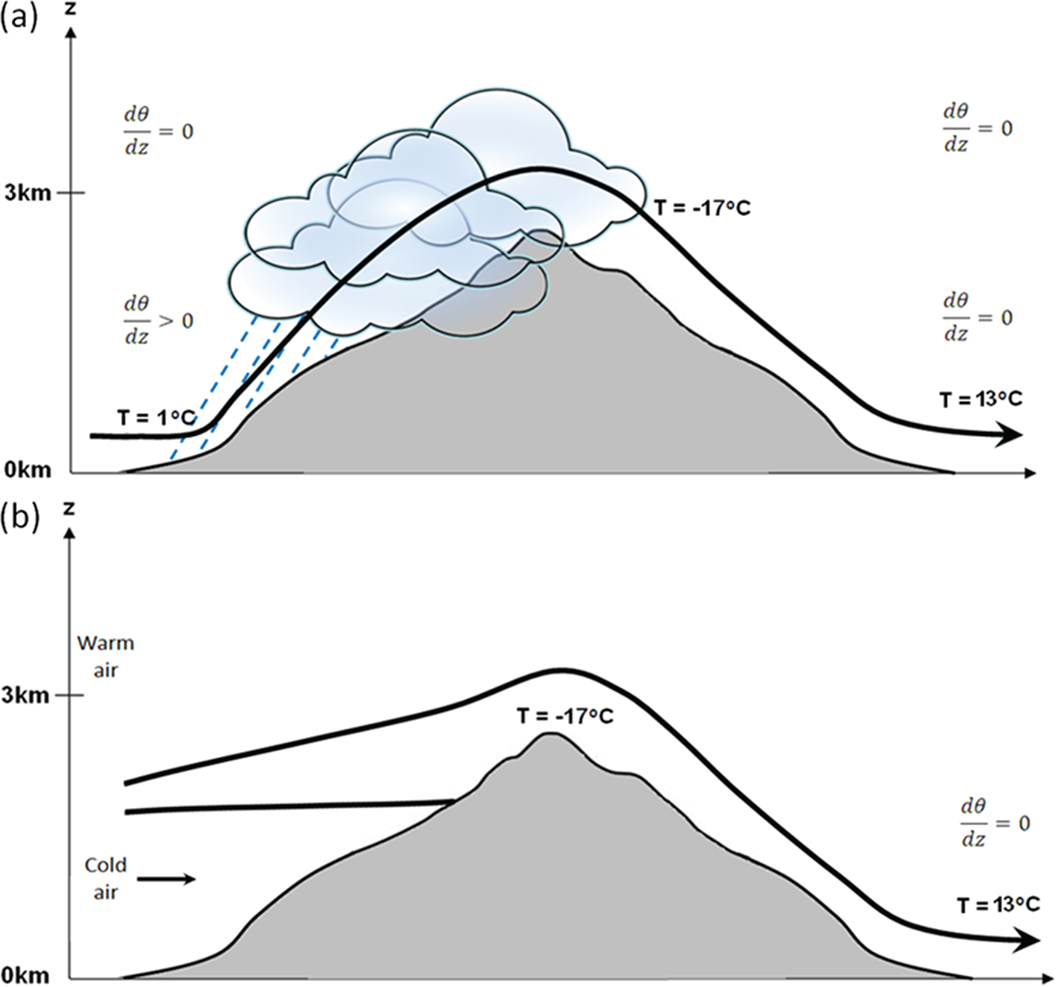 (a)
z
dθ/dz = 0
dθ/dz = 0
3km
T = -17°C
dθ/dz > 0
dθ/dz = 0
T = 1°C
T = 13°C
0km
(b)
z
Warm
air
3km
T = -17°C
dθ/dz = 0
Cold
air
T = 13°C
0km